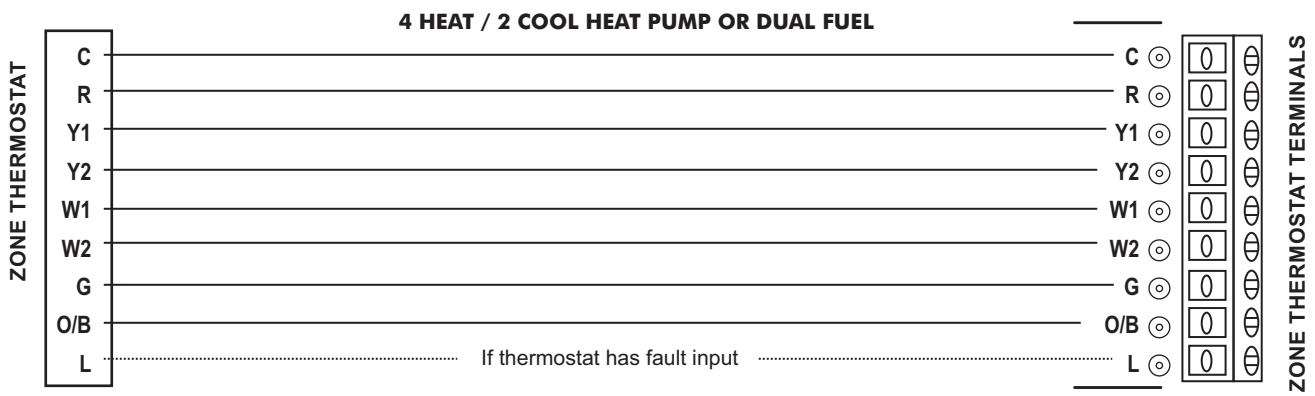 4 HEAT / 2 COOL HEAT PUMP OR DUAL FUEL
ZONE THERMOSTAT
C C
R R
Y1 Y1
Y2 Y2
W1 W1
W2 W2
G G
O/B O/B
L If thermostat has fault input L
ZONE THERMOSTAT TERMINALS